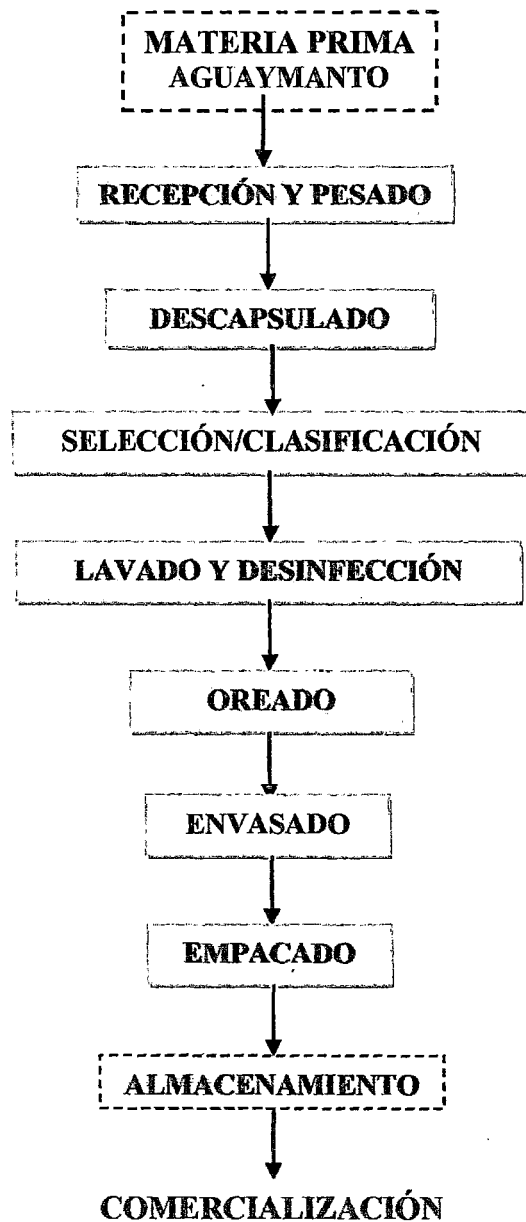 MATERIA PRIMA
AGUAYMANTO
RECEPCIÓN Y PESADO
DESCAPSULADO
SELECCIÓN/CLASIFICACIÓN
LAVADO Y DESINFECCIÓN
OREADO
ENVASADO
EMPACADO
ALMACENAMIENTO
COMERCIALIZACIÓN